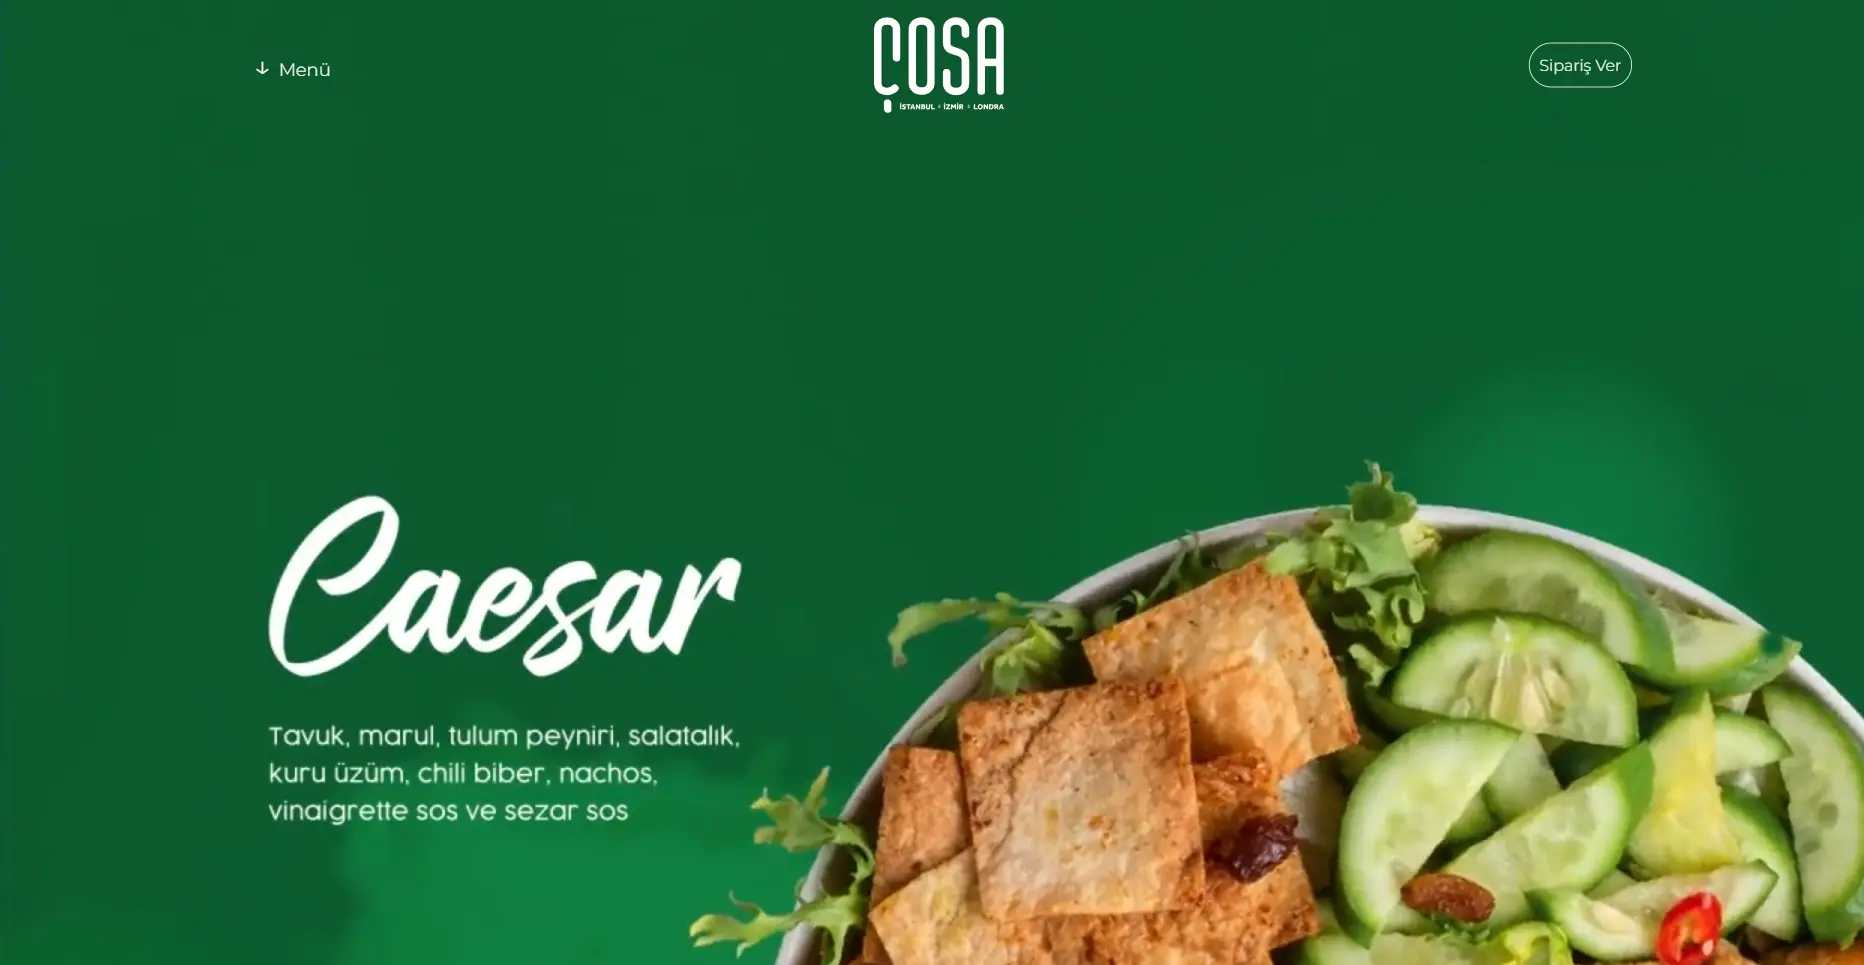 Menü
ÇOSA
İSTANBUL • İZMİR • LONDRA
Sipariş Ver
Caesar
Tavuk, marul, tulum peyniri, salatalık,
kuru üzüm, chili biber, nachos,
vinaigrette sos ve sezar sos